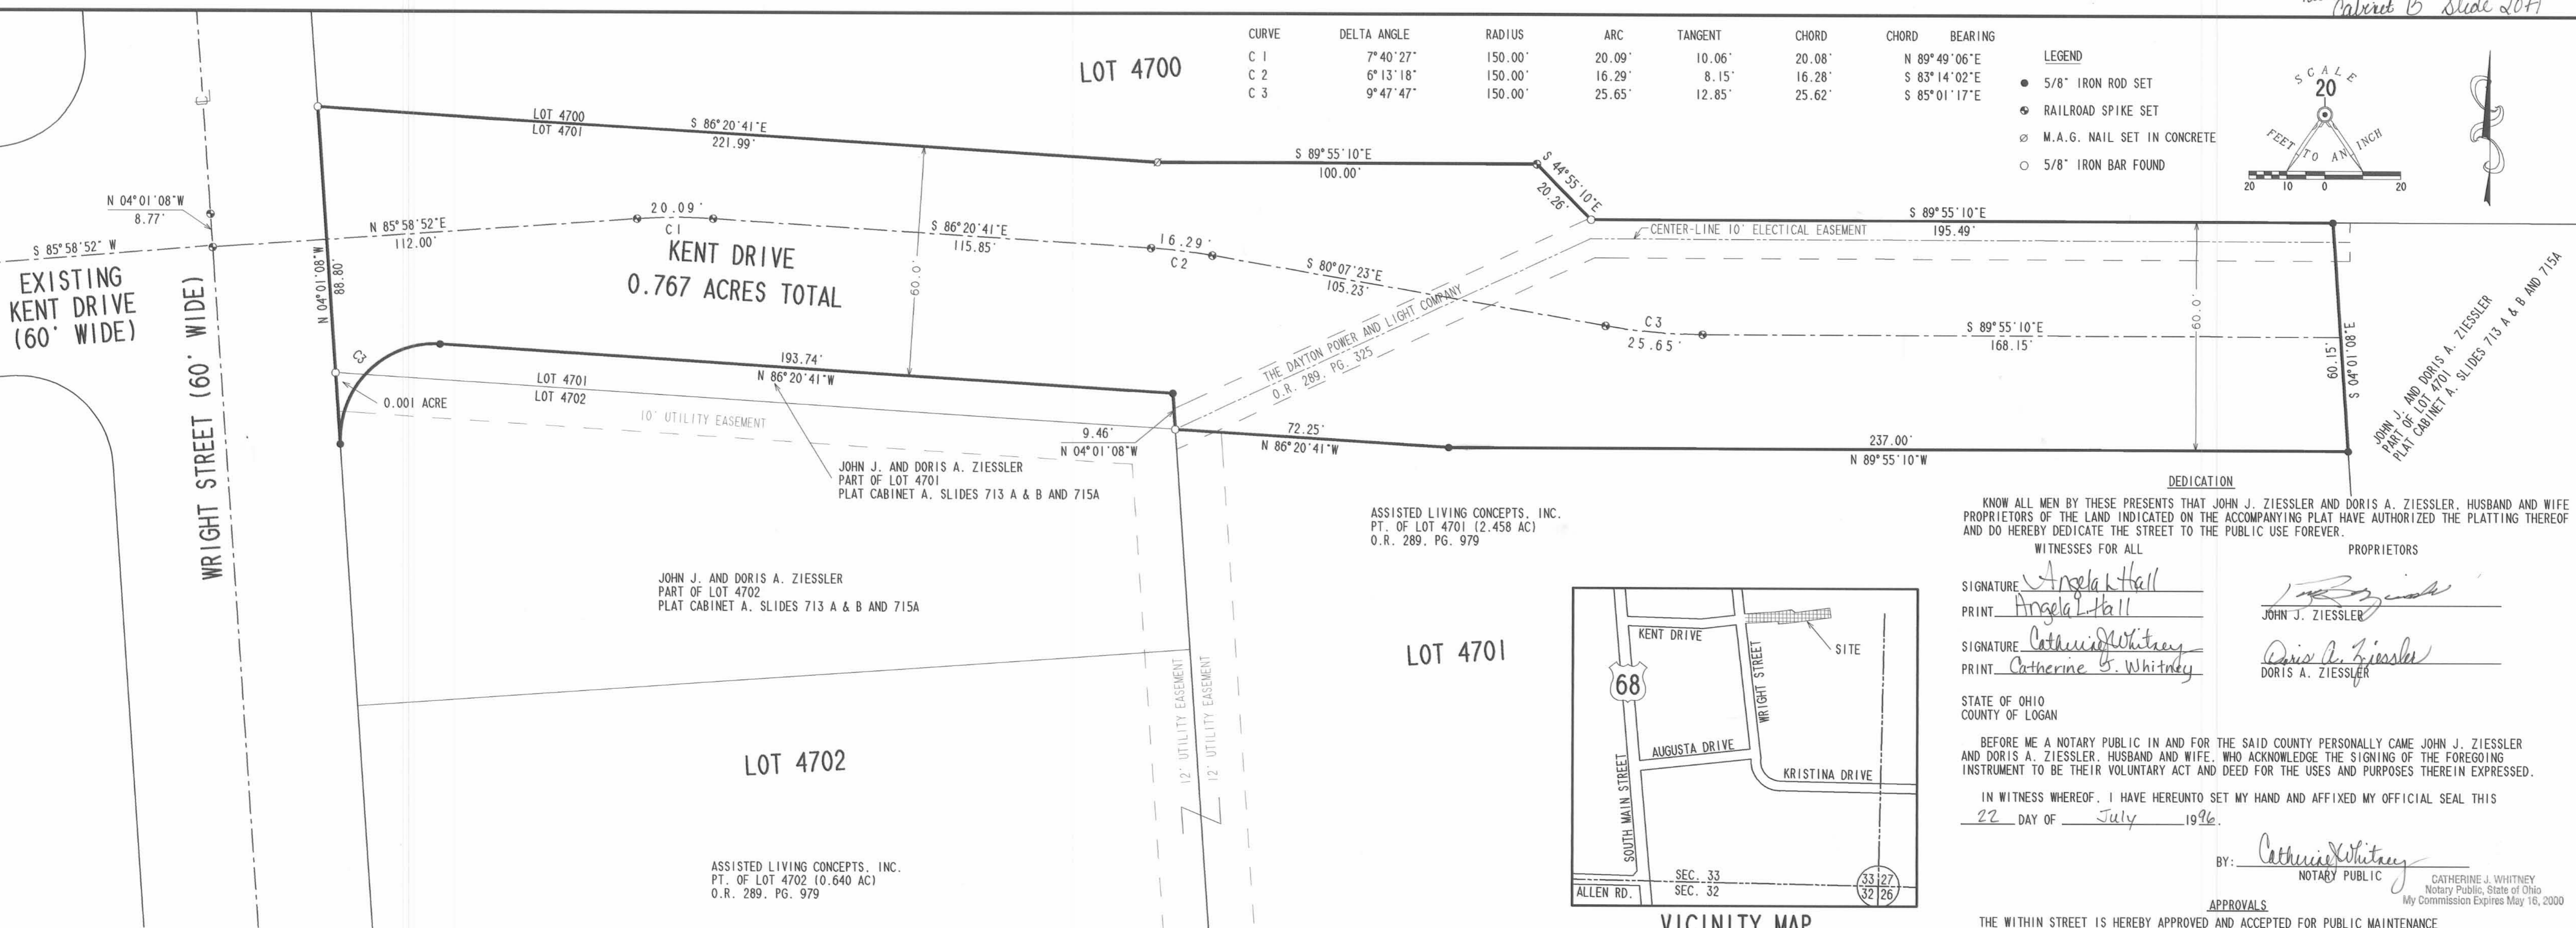 Cabinet B Slide 207A
CURVE DELTA ANGLE RADIUS ARC TANGENT CHORD CHORD BEARING
C 1 7°40'27" 150.00' 20.09' 10.06' 20.08' N 89°49'06"E
C 2 6°13'18" 150.00' 16.29' 8.15' 16.28' S 83°14'02"E
C 3 9°47'47" 150.00' 25.65' 12.85' 25.62' S 85°01'17"E
LEGEND
5/8" IRON ROD SET
RAILROAD SPIKE SET
M.A.G. NAIL SET IN CONCRETE
5/8" IRON BAR FOUND
SCALE
20
FEET TO AN INCH
20 10 0 20
LOT 4700
LOT 4700
LOT 4701
S 86°20'41"E
221.99'
S 89°55'10"E
100.00'
S 44°55'10"E
20.26'
S 89°55'10"E
195.49'
CENTER-LINE 10' ELECTRICAL EASEMENT
N 04°01'08"W
8.77'
S 85°58'52" W
EXISTING
KENT DRIVE
(60' WIDE)
WRIGHT STREET (60' WIDE)
N 04°01'08"W
88.80'
N 85°58'52"E
112.00'
20.09'
C1
KENT DRIVE
0.767 ACRES TOTAL
S 86°20'41"E
115.85'
60.0'
16.29'
C2
S 80°07'23"E
105.23'
THE DAYTON POWER AND LIGHT COMPANY
O.R. 289, PG. 325
C3
25.65'
S 89°55'10"E
168.15'
60.0'
60.15'
S 04°01'08"E
JOHN J. AND DORIS A. ZIESSLER
PART OF LOT 4701
PLAT CABINET A, SLIDES 713 A & B AND 715A
C3
0.001 ACRE
193.74'
N 86°20'41"W
LOT 4701
LOT 4702
10' UTILITY EASEMENT
9.46'
N 04°01'08"W
72.25'
N 86°20'41"W
237.00'
N 89°55'10"W
JOHN J. AND DORIS A. ZIESSLER
PART OF LOT 4701
PLAT CABINET A, SLIDES 713 A & B AND 715A
ASSISTED LIVING CONCEPTS, INC.
PT. OF LOT 4701 (2.458 AC)
O.R. 289, PG. 979
JOHN J. AND DORIS A. ZIESSLER
PART OF LOT 4702
PLAT CABINET A, SLIDES 713 A & B AND 715A
LOT 4701
LOT 4702
12' UTILITY EASEMENT
12' UTILITY EASEMENT
ASSISTED LIVING CONCEPTS, INC.
PT. OF LOT 4702 (0.640 AC)
O.R. 289, PG. 979
KENT DRIVE
SITE
68
WRIGHT STREET
AUGUSTA DRIVE
KRISTINA DRIVE
SOUTH MAIN STREET
SEC. 33
SEC. 32
ALLEN RD.
33 27
32 26
VICINITY MAP
DEDICATION
KNOW ALL MEN BY THESE PRESENTS THAT JOHN J. ZIESSLER AND DORIS A. ZIESSLER, HUSBAND AND WIFE
PROPRIETORS OF THE LAND INDICATED ON THE ACCOMPANYING PLAT HAVE AUTHORIZED THE PLATTING THEREOF
AND DO HEREBY DEDICATE THE STREET TO THE PUBLIC USE FOREVER.
WITNESSES FOR ALL PROPRIETORS
SIGNATURE Angela L Hall
PRINT Angela L. Hall
JOHN J. ZIESSLER
SIGNATURE Catherine J Whitney
PRINT Catherine J. Whitney
Doris A. Ziessler
DORIS A. ZIESSLER
STATE OF OHIO
COUNTY OF LOGAN
BEFORE ME A NOTARY PUBLIC IN AND FOR THE SAID COUNTY PERSONALLY CAME JOHN J. ZIESSLER
AND DORIS A. ZIESSLER, HUSBAND AND WIFE, WHO ACKNOWLEDGE THE SIGNING OF THE FOREGOING
INSTRUMENT TO BE THEIR VOLUNTARY ACT AND DEED FOR THE USES AND PURPOSES THEREIN EXPRESSED.
IN WITNESS WHEREOF, I HAVE HEREUNTO SET MY HAND AND AFFIXED MY OFFICIAL SEAL THIS
22 DAY OF July 1996.
BY: Catherine J Whitney
NOTARY PUBLIC
CATHERINE J. WHITNEY
Notary Public, State of Ohio
My Commission Expires May 16, 2000
APPROVALS
THE WITHIN STREET IS HEREBY APPROVED AND ACCEPTED FOR PUBLIC MAINTENANCE